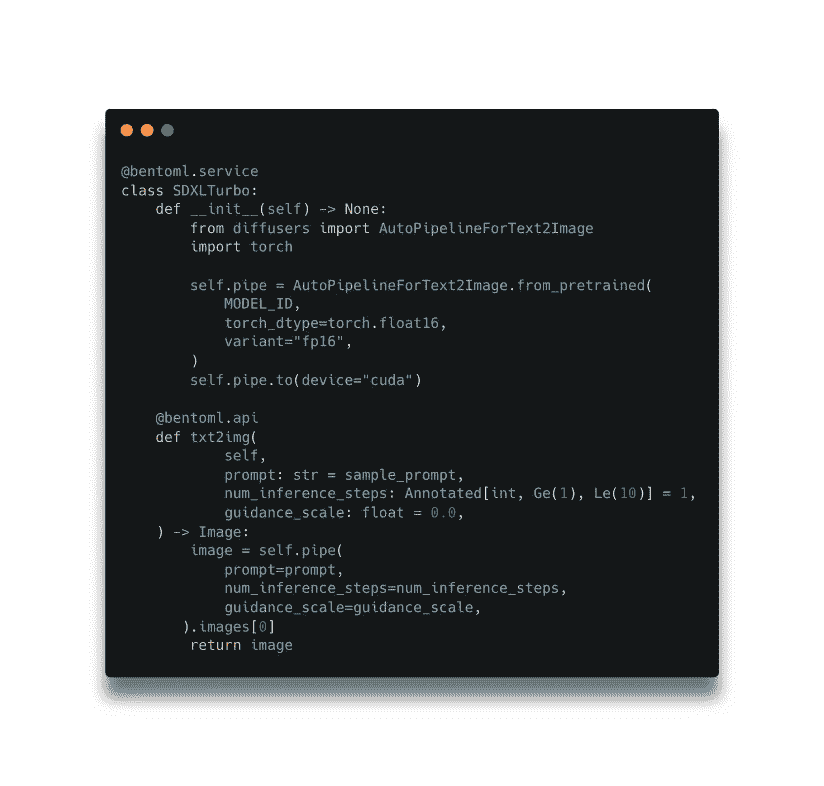 @bentoml.service
class SDXLTurbo:
    def __init__(self) -> None:
        from diffusers import AutoPipelineForText2Image
        import torch

        self.pipe = AutoPipelineForText2Image.from_pretrained(
            MODEL_ID,
            torch_dtype=torch.float16,
            variant="fp16",
        )
        self.pipe.to(device="cuda")

    @bentoml.api
    def txt2img(
            self,
            prompt: str = sample_prompt,
            num_inference_steps: Annotated[int, Ge(1), Le(10)] = 1,
            guidance_scale: float = 0.0,
    ) -> Image:
        image = self.pipe(
            prompt=prompt,
            num_inference_steps=num_inference_steps,
            guidance_scale=guidance_scale,
       ).images[0]
        return image